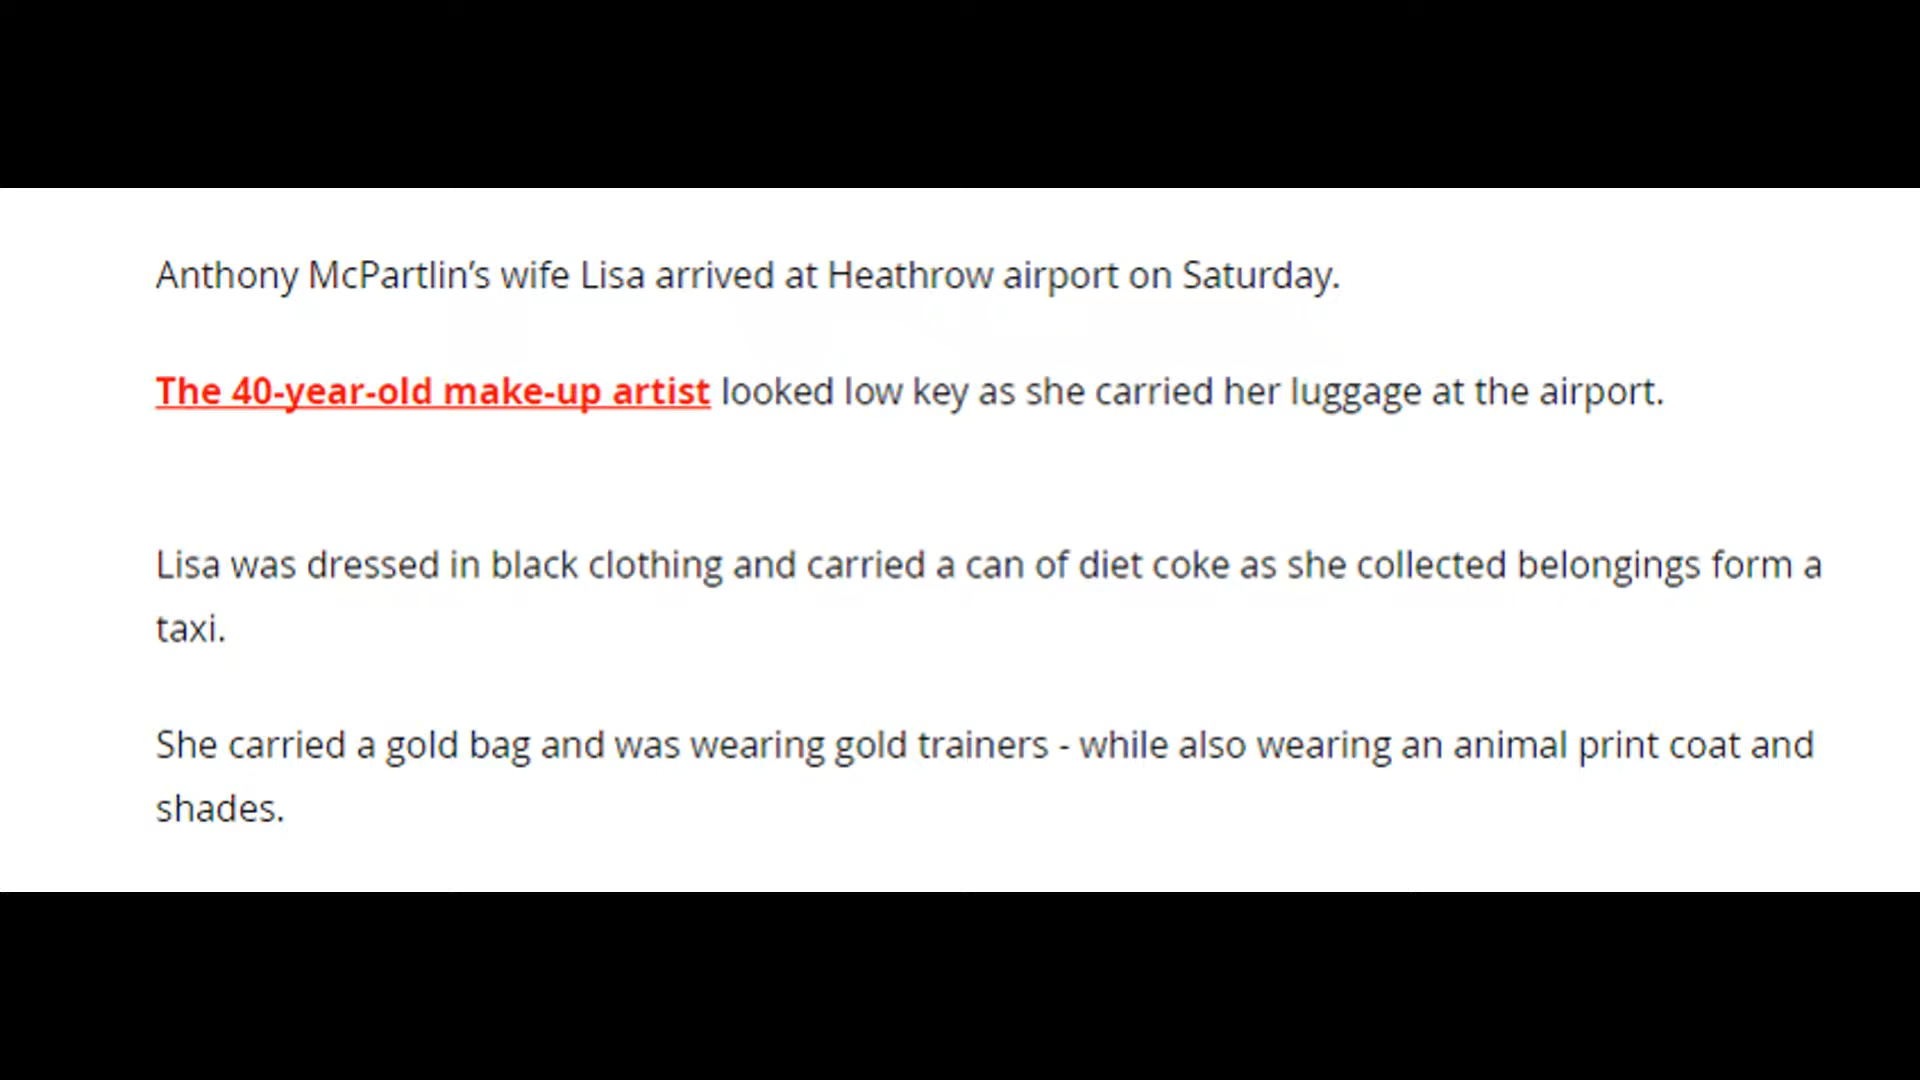 Anthony McPartlin’s wife Lisa arrived at Heathrow airport on Saturday.
The 40-year-old make-up artist looked low key as she carried her luggage at the airport.
Lisa was dressed in black clothing and carried a can of diet coke as she collected belongings form a
taxi.
She carried a gold bag and was wearing gold trainers - while also wearing an animal print coat and
shades.